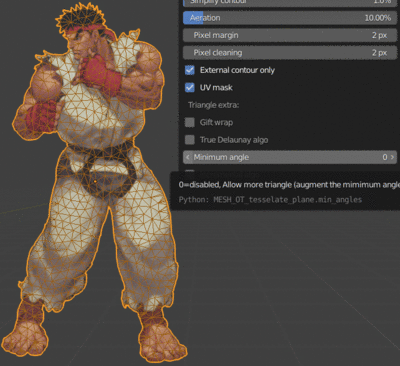 Simplify contour 1.0%
Aeration 10.00%
Pixel margin 2 px
Pixel cleaning 2 px
External contour only
UV mask
Triangle extra:
Gift wrap
True Delaunay algo
Minimum angle 0
0=disabled, Allow more triangle (augment the mimimum angle
Python: MESH_OT_tesselate_plane.min_angles